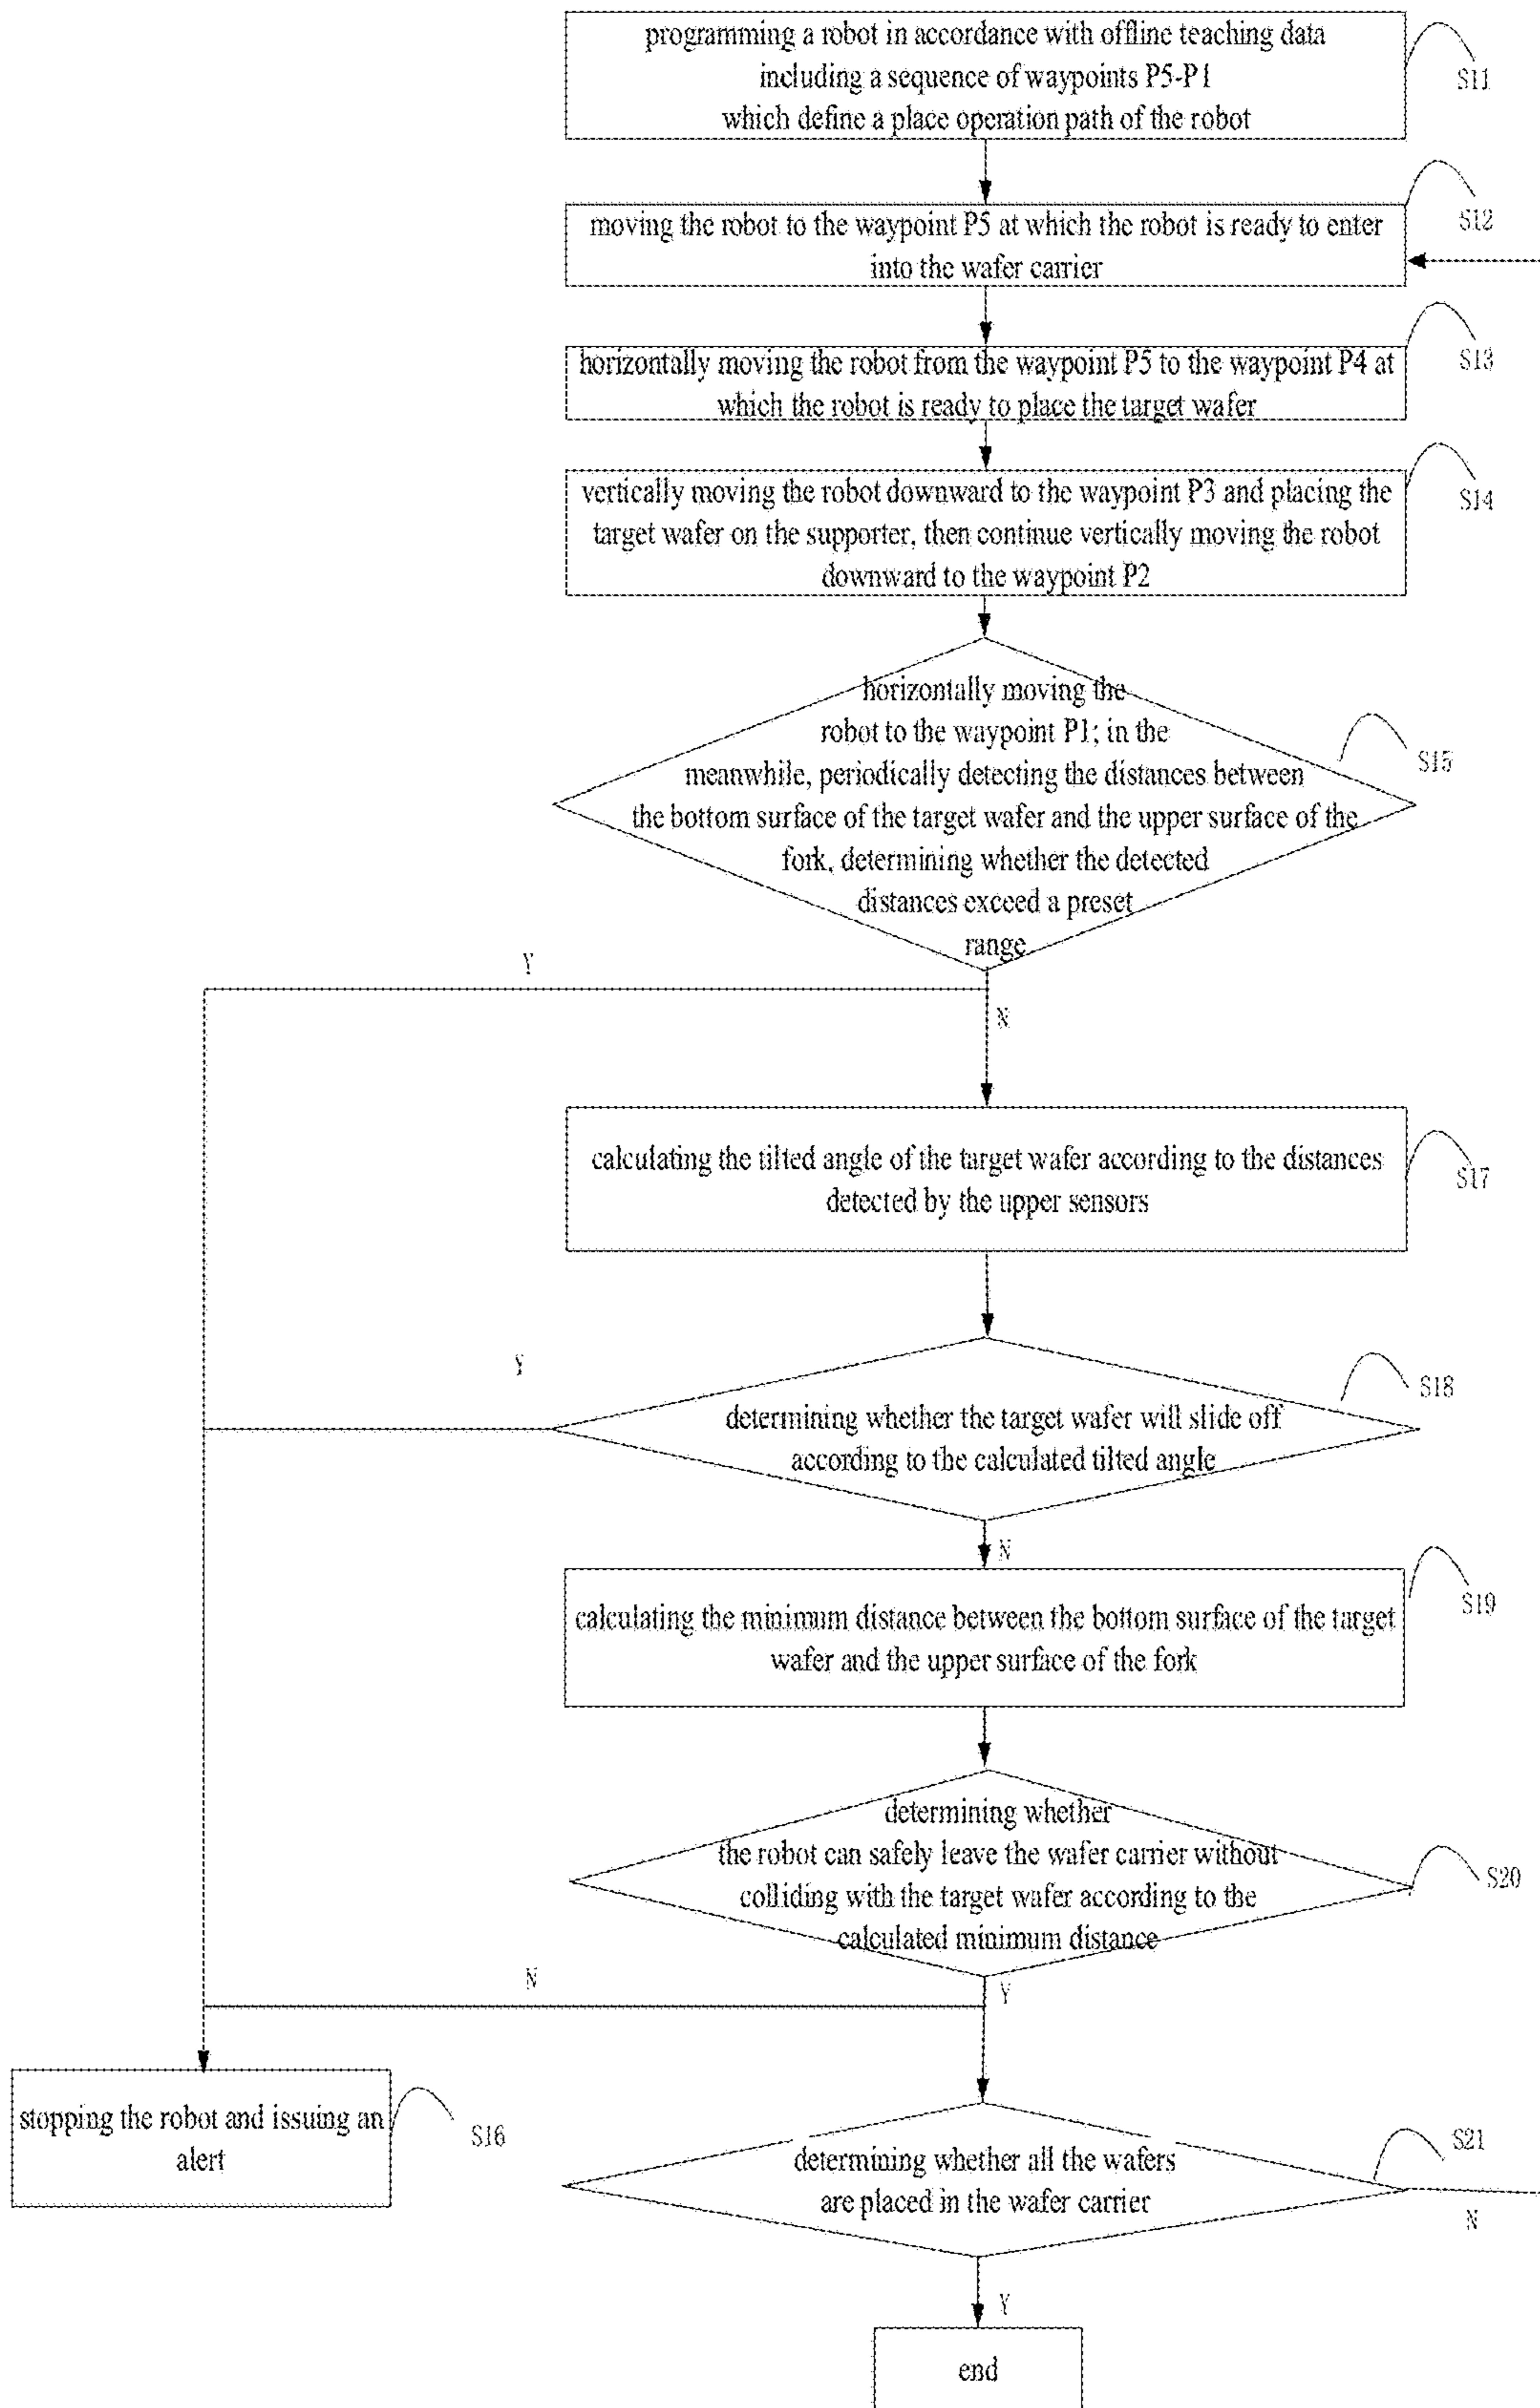 programming a robot in accordance with offline teaching data
including a sequence of waypoints P5-P1
which define a place operation path of the robot
S11
moving the robot to the waypoint P5 at which the robot is ready to enter
into the wafer carrier
S12
horizontally moving the robot from the waypoint P5 to the waypoint P4 at
which the robot is ready to place the target wafer
S13
vertically moving the robot downward to the waypoint P3 and placing the
target wafer on the supporter, then continue vertically moving the robot
downward to the waypoint P2
S14
horizontally moving the
robot to the waypoint P1; in the
meanwhile, periodically detecting the distances between
the bottom surface of the target wafer and the upper surface of the
fork, determining whether the detected
distances exceed a preset
range
S15
Y
N
calculating the tilted angle of the target wafer according to the distances
detected by the upper sensors
S17
Y
determining whether the target wafer will slide off
according to the calculated tilted angle
S18
N
calculating the minimum distance between the bottom surface of the target
wafer and the upper surface of the fork
S19
determining whether
the robot can safely leave the wafer carrier without
colliding with the target wafer according to the
calculated minimum distance
S20
N
Y
stopping the robot and issuing an
alert
S16
determining whether all the wafers
are placed in the wafer carrier
S21
N
Y
end